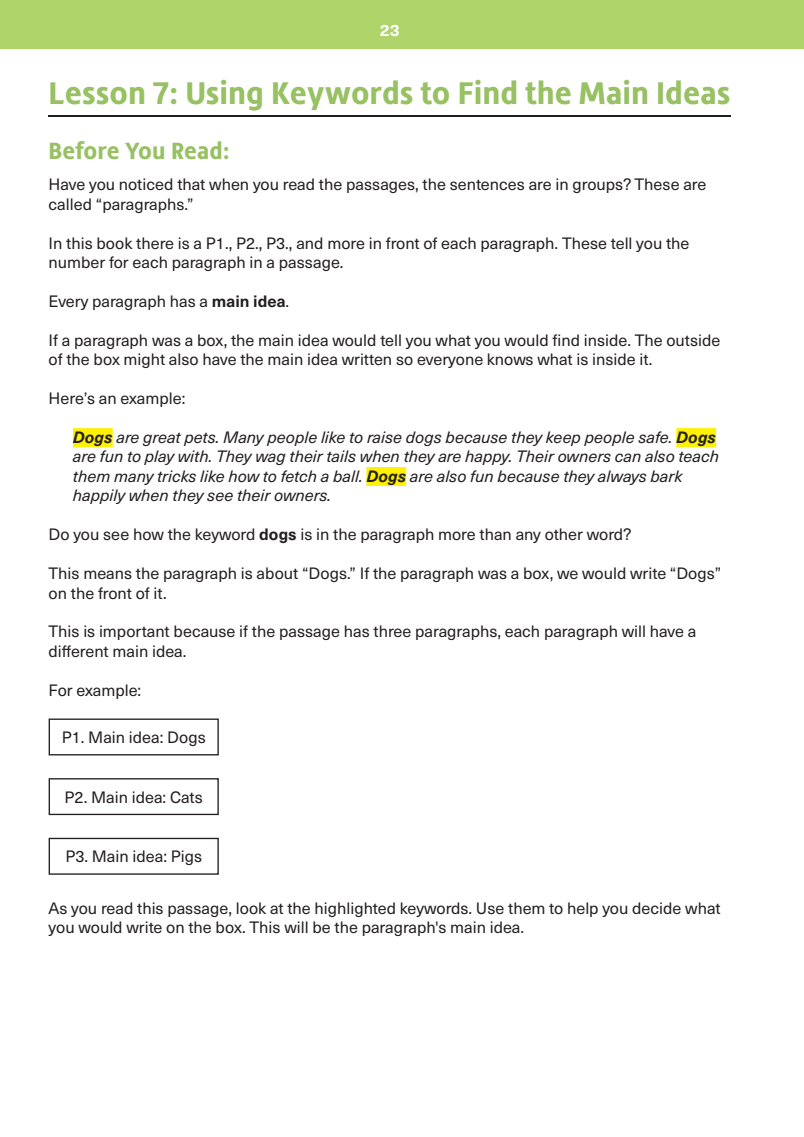 23
Lesson 7: Using Keywords to Find the Main Ideas
Before You Read:
Have you noticed that when you read the passages, the sentences are in groups? These are
called “paragraphs.”
In this book there is a P1., P2., P3., and more in front of each paragraph. These tell you the
number for each paragraph in a passage.
Every paragraph has a main idea.
If a paragraph was a box, the main idea would tell you what you would find inside. The outside
of the box might also have the main idea written so everyone knows what is inside it.
Here’s an example:
Dogs are great pets. Many people like to raise dogs because they keep people safe. Dogs
are fun to play with. They wag their tails when they are happy. Their owners can also teach
them many tricks like how to fetch a ball. Dogs are also fun because they always bark
happily when they see their owners.
Do you see how the keyword dogs is in the paragraph more than any other word?
This means the paragraph is about “Dogs.” If the paragraph was a box, we would write “Dogs”
on the front of it.
This is important because if the passage has three paragraphs, each paragraph will have a
different main idea.
For example:
P1. Main idea: Dogs
P2. Main idea: Cats
P3. Main idea: Pigs
As you read this passage, look at the highlighted keywords. Use them to help you decide what
you would write on the box. This will be the paragraph's main idea.